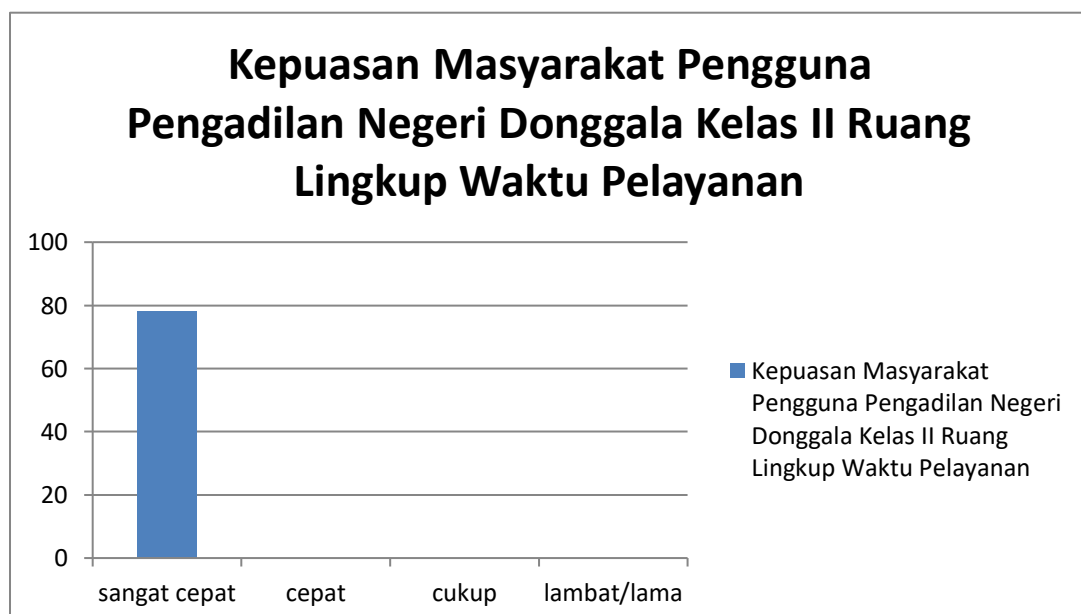 Kepuasan Masyarakat Pengguna
Pengadilan Negeri Donggala Kelas II Ruang
Lingkup Waktu Pelayanan
100
80
60
40
20
0
sangat cepat
cepat
cukup
lambat/lama
Kepuasan Masyarakat
Pengguna Pengadilan Negeri
Donggala Kelas II Ruang
Lingkup Waktu Pelayanan